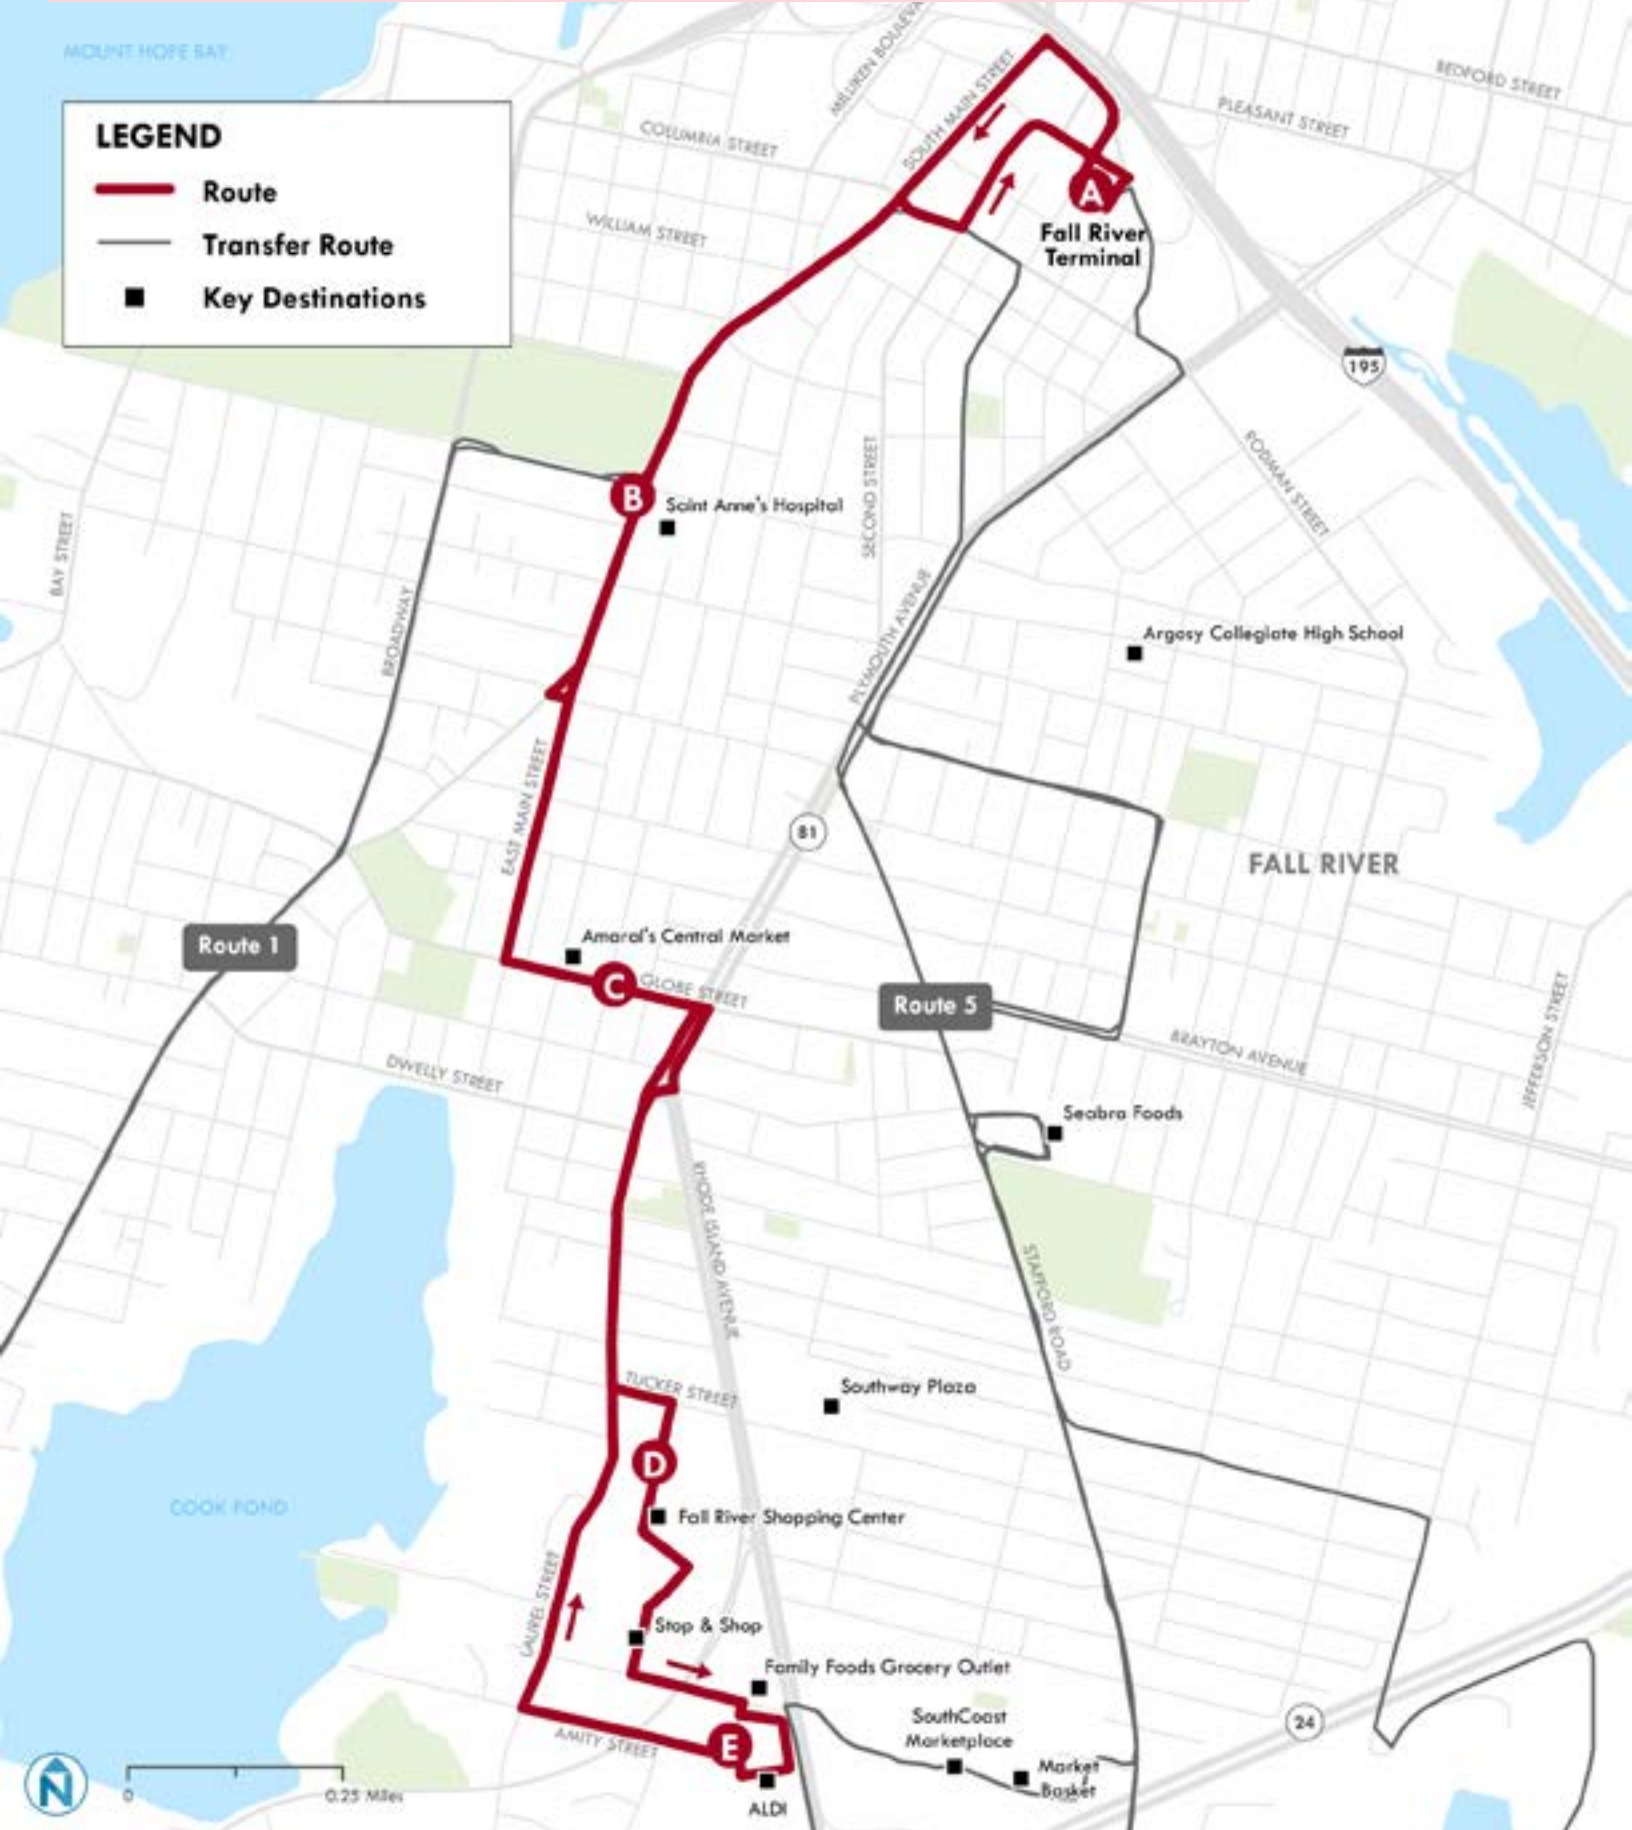 MOUNT HOPE BAY
LEGEND
Route
Transfer Route
Key Destinations
COLUMBIA STREET
WILLIAM STREET
SOUTH MAIN STREET
BEDFORD STREET
PLEASANT STREET
A
Fall River
Terminal
195
RODMAN STREET
SECOND STREET
B
Saint Anne's Hospital
BAY STREET
BROADWAY
PLYMOUTH AVENUE
Argosy Collegiate High School
EAST MAIN STREET
81
FALL RIVER
Route 1
Amaral's Central Market
C
GLOBE STREET
Route 5
BRAYTON AVENUE
JEFFERSON STREET
DWELLY STREET
Seabra Foods
RHODE ISLAND AVENUE
STAFFORD ROAD
TUCKER STREET
Southway Plaza
D
COOK POND
Fall River Shopping Center
LAUREL STREET
Stop & Shop
Family Foods Grocery Outlet
SouthCoast
Marketplace
24
AMITY STREET
E
Market
Basket
ALDI
N
0
0.25 Miles